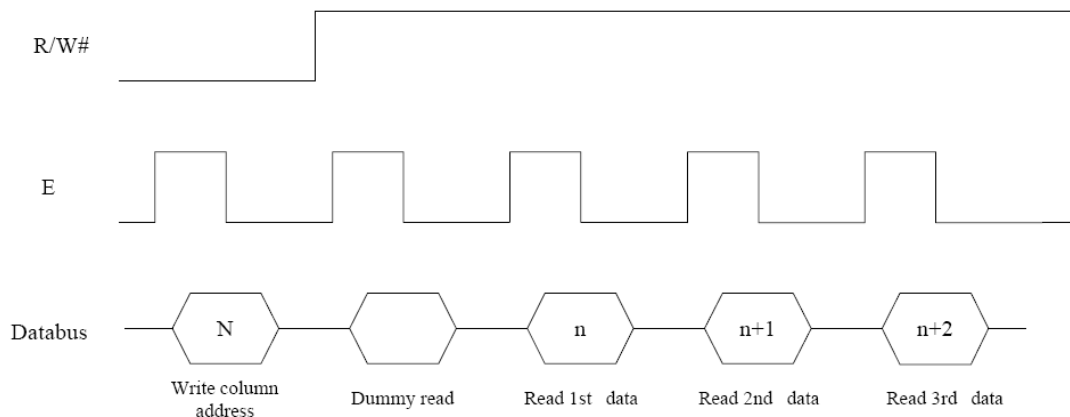 R/W#
E
Databus
N
n
n+1
n+2
Write column
address
Dummy read
Read 1st data
Read 2nd data
Read 3rd data